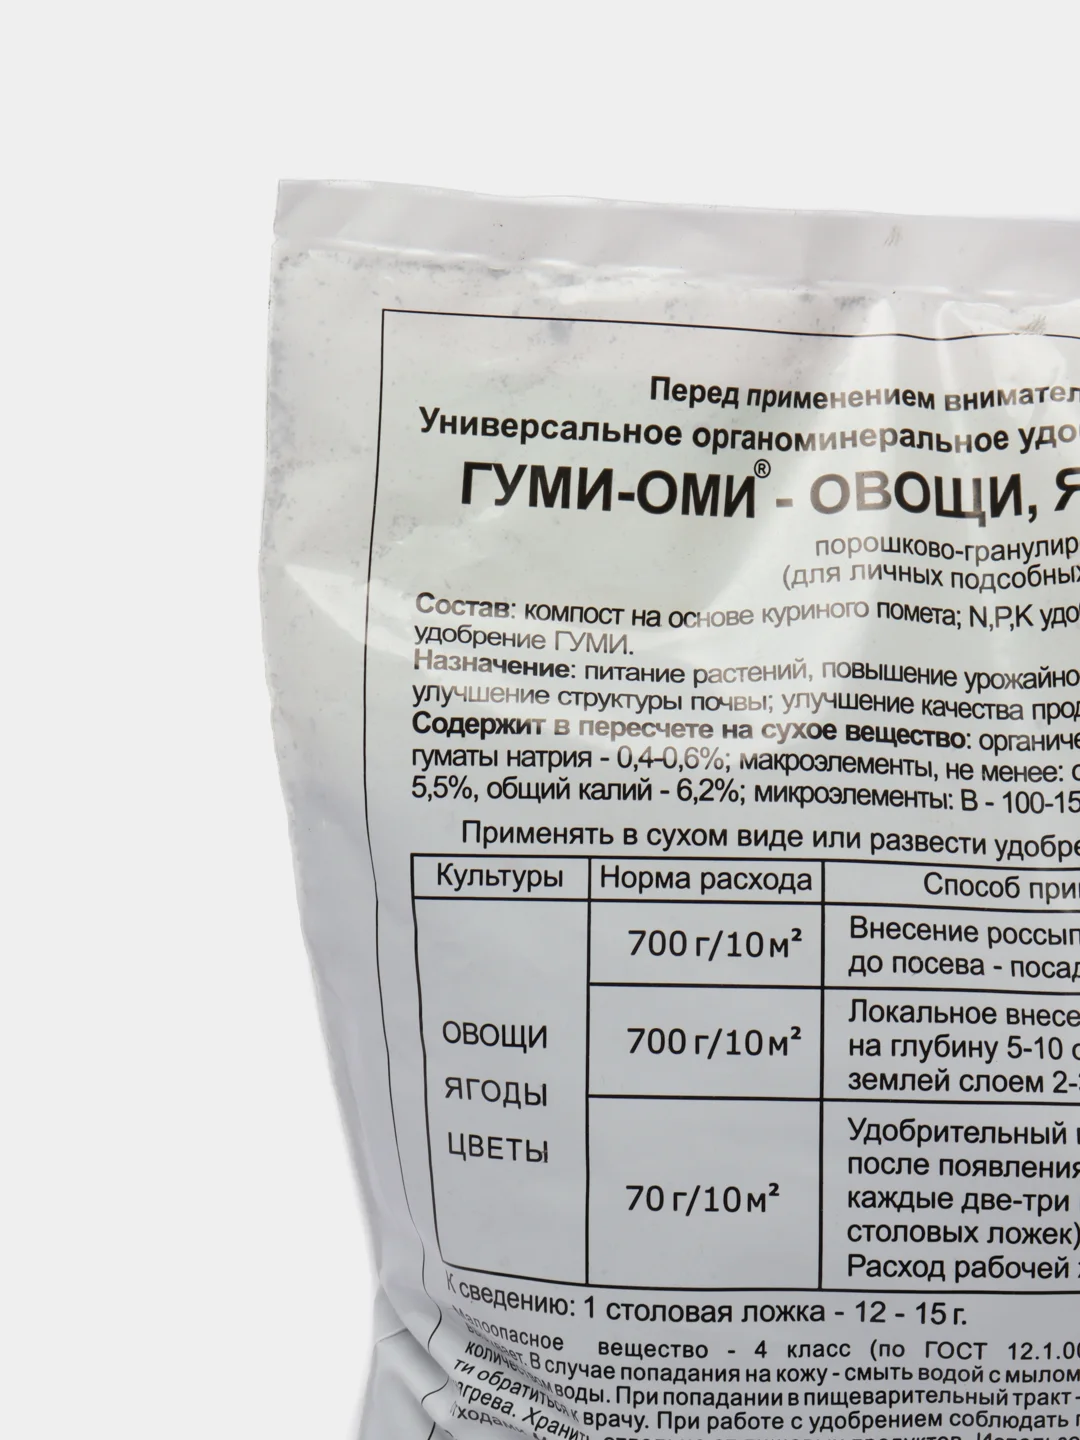 Перед применением внимател
Универсальное органоминеральное удо
ГУМИ-ОМИ® - ОВОЩИ, Я
порошково-гранулир
(для личных подсобных
Состав: компост на основе куриного помета; N,P,K удо
удобрение ГУМИ.
Назначение: питание растений, повышение урожайно
улучшение структуры почвы; улучшение качества прод
Содержит в пересчете на сухое вещество: органиче
гуматы натрия - 0,4-0,6%; макроэлементы, не менее:
5,5%, общий калий - 6,2%; микроэлементы: В - 100-15
Применять в сухом виде или развести удобре
Культуры Норма расхода Способ при
ОВОЩИ
ЯГОДЫ
ЦВЕТЫ
700 г/10 м²
Внесение россып
до посева - посад
700 г/10 м²
Локальное внесе
на глубину 5-10 с
землей слоем 2-
70 г/10 м²
Удобрительный
после появления
каждые две-три
столовых ложек)
Расход рабочей
К сведению: 1 столовая ложка - 12 - 15 г.
Малоопасное вещество - 4 класс (по ГОСТ 12.1.00
В случае попадания на кожу - смыть водой с мылом
воды. При попадании в пищеварительный тракт -
ти обратиться к врачу. При работе с удобрением соблюдать
нагрева. Хранить